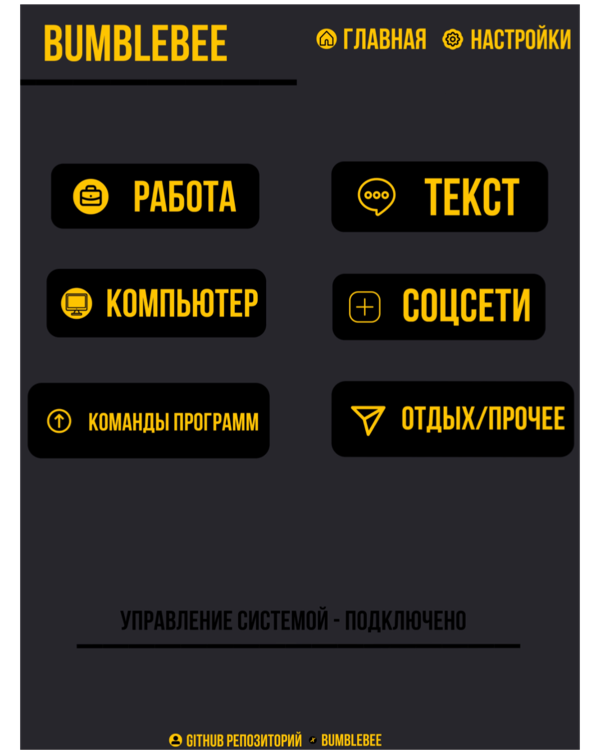 BUMBLEBEE
ГЛАВНАЯ НАСТРОЙКИ
РАБОТА
ТЕКСТ
КОМПЬЮТЕР
СОЦСЕТИ
КОМАНДЫ ПРОГРАММ
ОТДЫХ/ПРОЧЕЕ
УПРАВЛЕНИЕ СИСТЕМОЙ - ПОДКЛЮЧЕНО
GITHUB РЕПОЗИТОРИЙ BUMBLEBEE